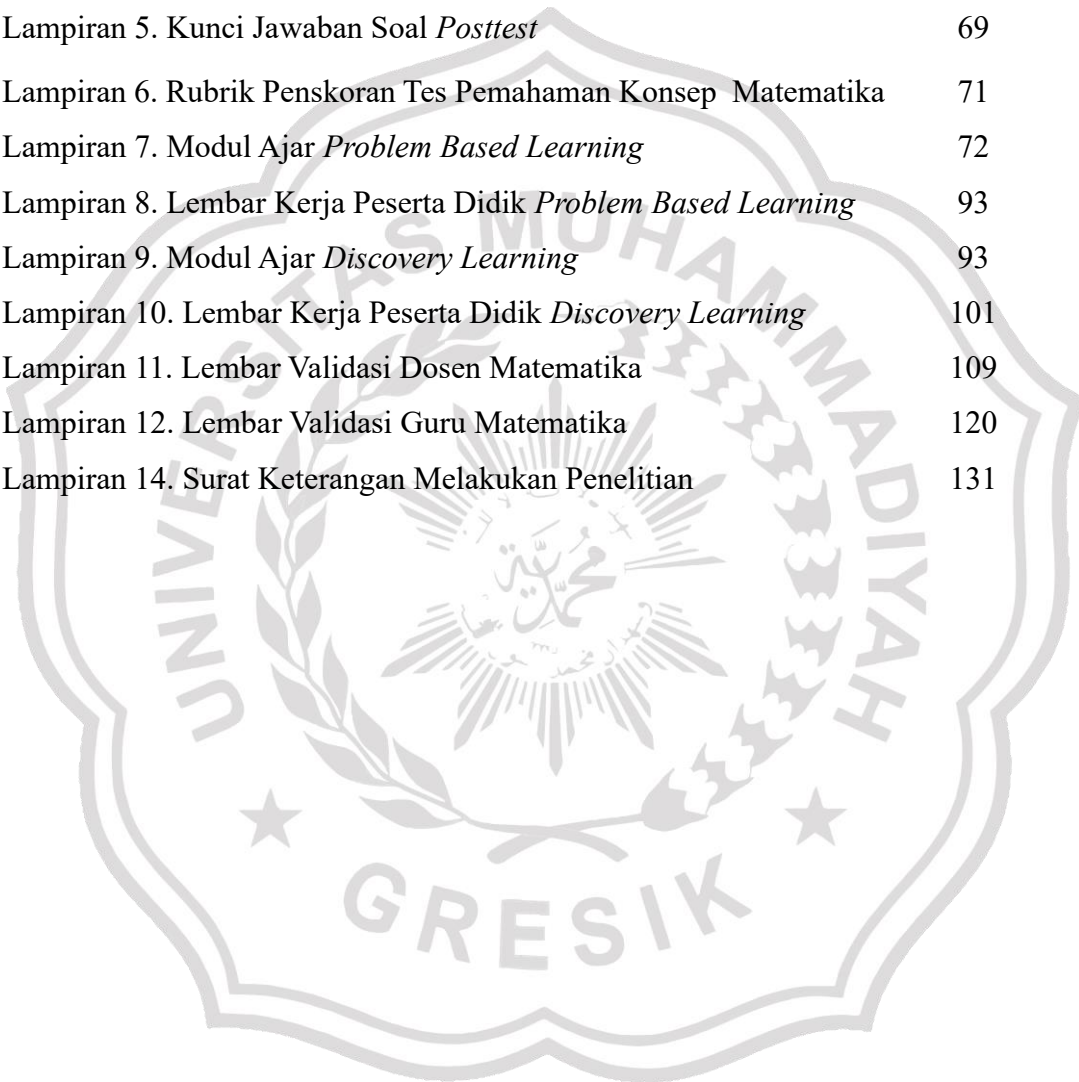 Lampiran 5. Kunci Jawaban Soal Posttest 69
Lampiran 6. Rubrik Penskoran Tes Pemahaman Konsep  Matematika 71
Lampiran 7. Modul Ajar Problem Based Learning 72
Lampiran 8. Lembar Kerja Peserta Didik Problem Based Learning 93
Lampiran 9. Modul Ajar Discovery Learning 93
Lampiran 10. Lembar Kerja Peserta Didik Discovery Learning 101
Lampiran 11. Lembar Validasi Dosen Matematika 109
Lampiran 12. Lembar Validasi Guru Matematika 120
Lampiran 14. Surat Keterangan Melakukan Penelitian 131
UNIVERSITAS MUHAMMADIYAH
GRESIK